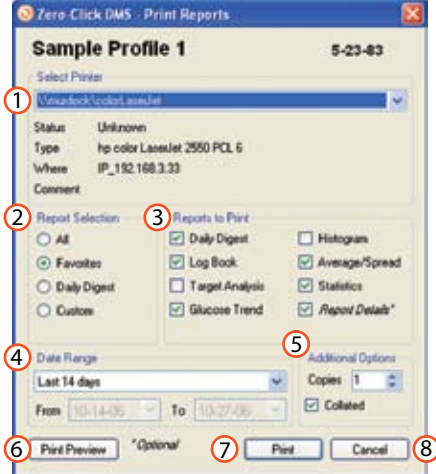 Zero-Click DMS - Print Reports
Sample Profile 1 5-23-83
Select Printer
1 \\murdock\colorLaserJet
Status Unknown
Type hp color LaserJet 2550 PCL 6
Where IP_192.168.3.33
Comment
2 Report Selection 3 Reports to Print
All Daily Digest Histogram
Favorites Log Book Average/Spread
Daily Digest Target Analysis Statistics
Custom Glucose Trend Report Details*
4 Date Range 5 Additional Options
Last 14 days Copies 1
From 10-14-06 To 10-27-06 Collated
6 Print Preview *Optional 7 Print Cancel 8